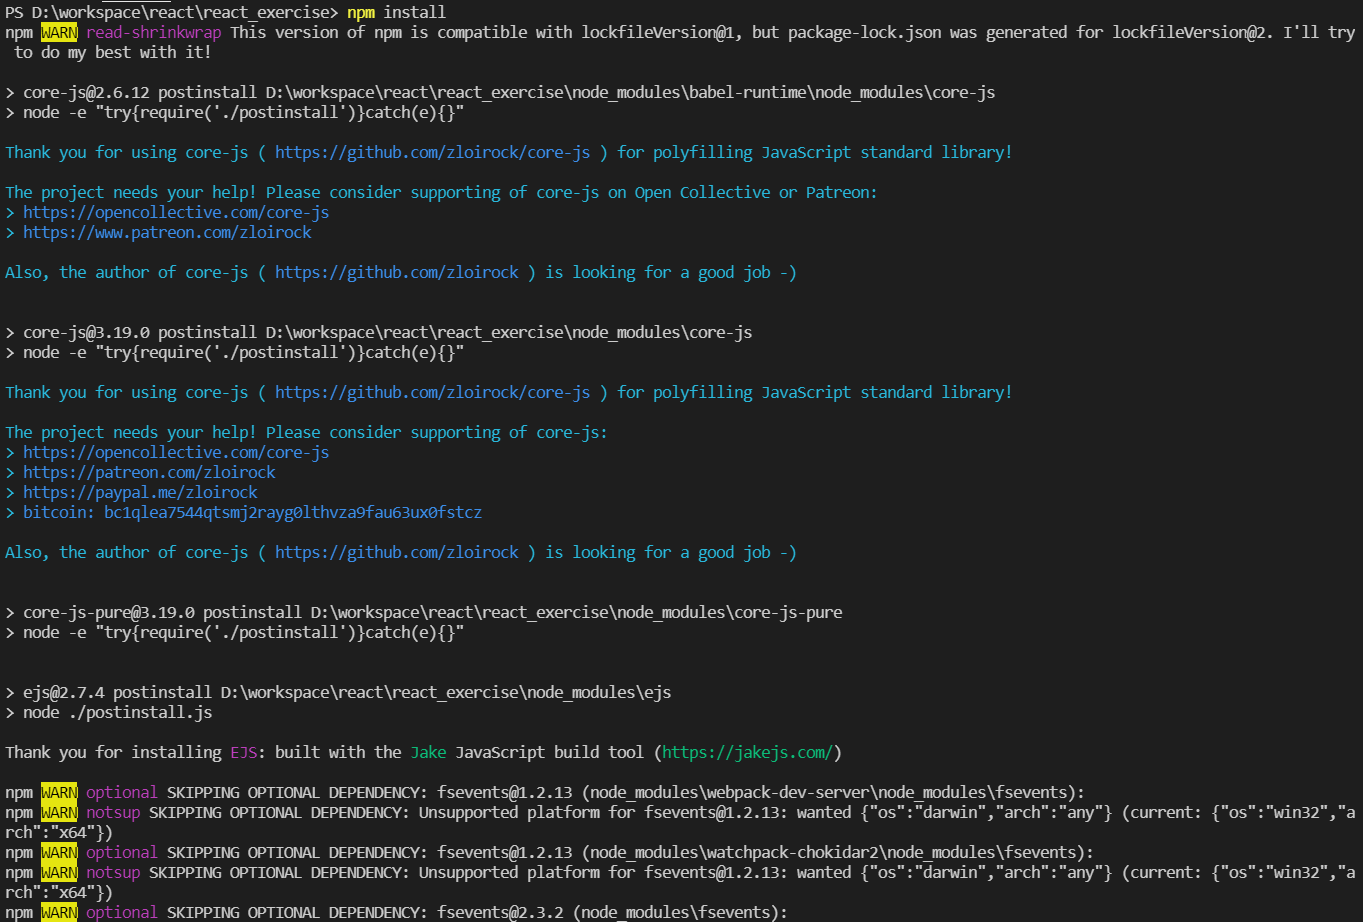 PS D:\workspace\react\react_exercise> npm install
npm WARN read-shrinkwrap This version of npm is compatible with lockfileVersion@1, but package-lock.json was generated for lockfileVersion@2. I'll try
 to do my best with it!
> core-js@2.6.12 postinstall D:\workspace\react\react_exercise\node_modules\babel-runtime\node_modules\core-js
> node -e "try{require('./postinstall')}catch(e){}"
Thank you for using core-js ( https://github.com/zloirock/core-js ) for polyfilling JavaScript standard library!
The project needs your help! Please consider supporting of core-js on Open Collective or Patreon:
> https://opencollective.com/core-js
> https://www.patreon.com/zloirock
Also, the author of core-js ( https://github.com/zloirock ) is looking for a good job -)
> core-js@3.19.0 postinstall D:\workspace\react\react_exercise\node_modules\core-js
> node -e "try{require('./postinstall')}catch(e){}"
Thank you for using core-js ( https://github.com/zloirock/core-js ) for polyfilling JavaScript standard library!
The project needs your help! Please consider supporting of core-js:
> https://opencollective.com/core-js
> https://patreon.com/zloirock
> https://paypal.me/zloirock
> bitcoin: bc1qlea7544qtsmj2rayg0lthvza9fau63ux0fstcz
Also, the author of core-js ( https://github.com/zloirock ) is looking for a good job -)
> core-js-pure@3.19.0 postinstall D:\workspace\react\react_exercise\node_modules\core-js-pure
> node -e "try{require('./postinstall')}catch(e){}"
> ejs@2.7.4 postinstall D:\workspace\react\react_exercise\node_modules\ejs
> node ./postinstall.js
Thank you for installing EJS: built with the Jake JavaScript build tool (https://jakejs.com/)
npm WARN optional SKIPPING OPTIONAL DEPENDENCY: fsevents@1.2.13 (node_modules\webpack-dev-server\node_modules\fsevents):
npm WARN notsup SKIPPING OPTIONAL DEPENDENCY: Unsupported platform for fsevents@1.2.13: wanted {"os":"darwin","arch":"any"} (current: {"os":"win32","a
rch":"x64"})
npm WARN optional SKIPPING OPTIONAL DEPENDENCY: fsevents@1.2.13 (node_modules\watchpack-chokidar2\node_modules\fsevents):
npm WARN notsup SKIPPING OPTIONAL DEPENDENCY: Unsupported platform for fsevents@1.2.13: wanted {"os":"darwin","arch":"any"} (current: {"os":"win32","a
rch":"x64"})
npm WARN optional SKIPPING OPTIONAL DEPENDENCY: fsevents@2.3.2 (node_modules\fsevents):